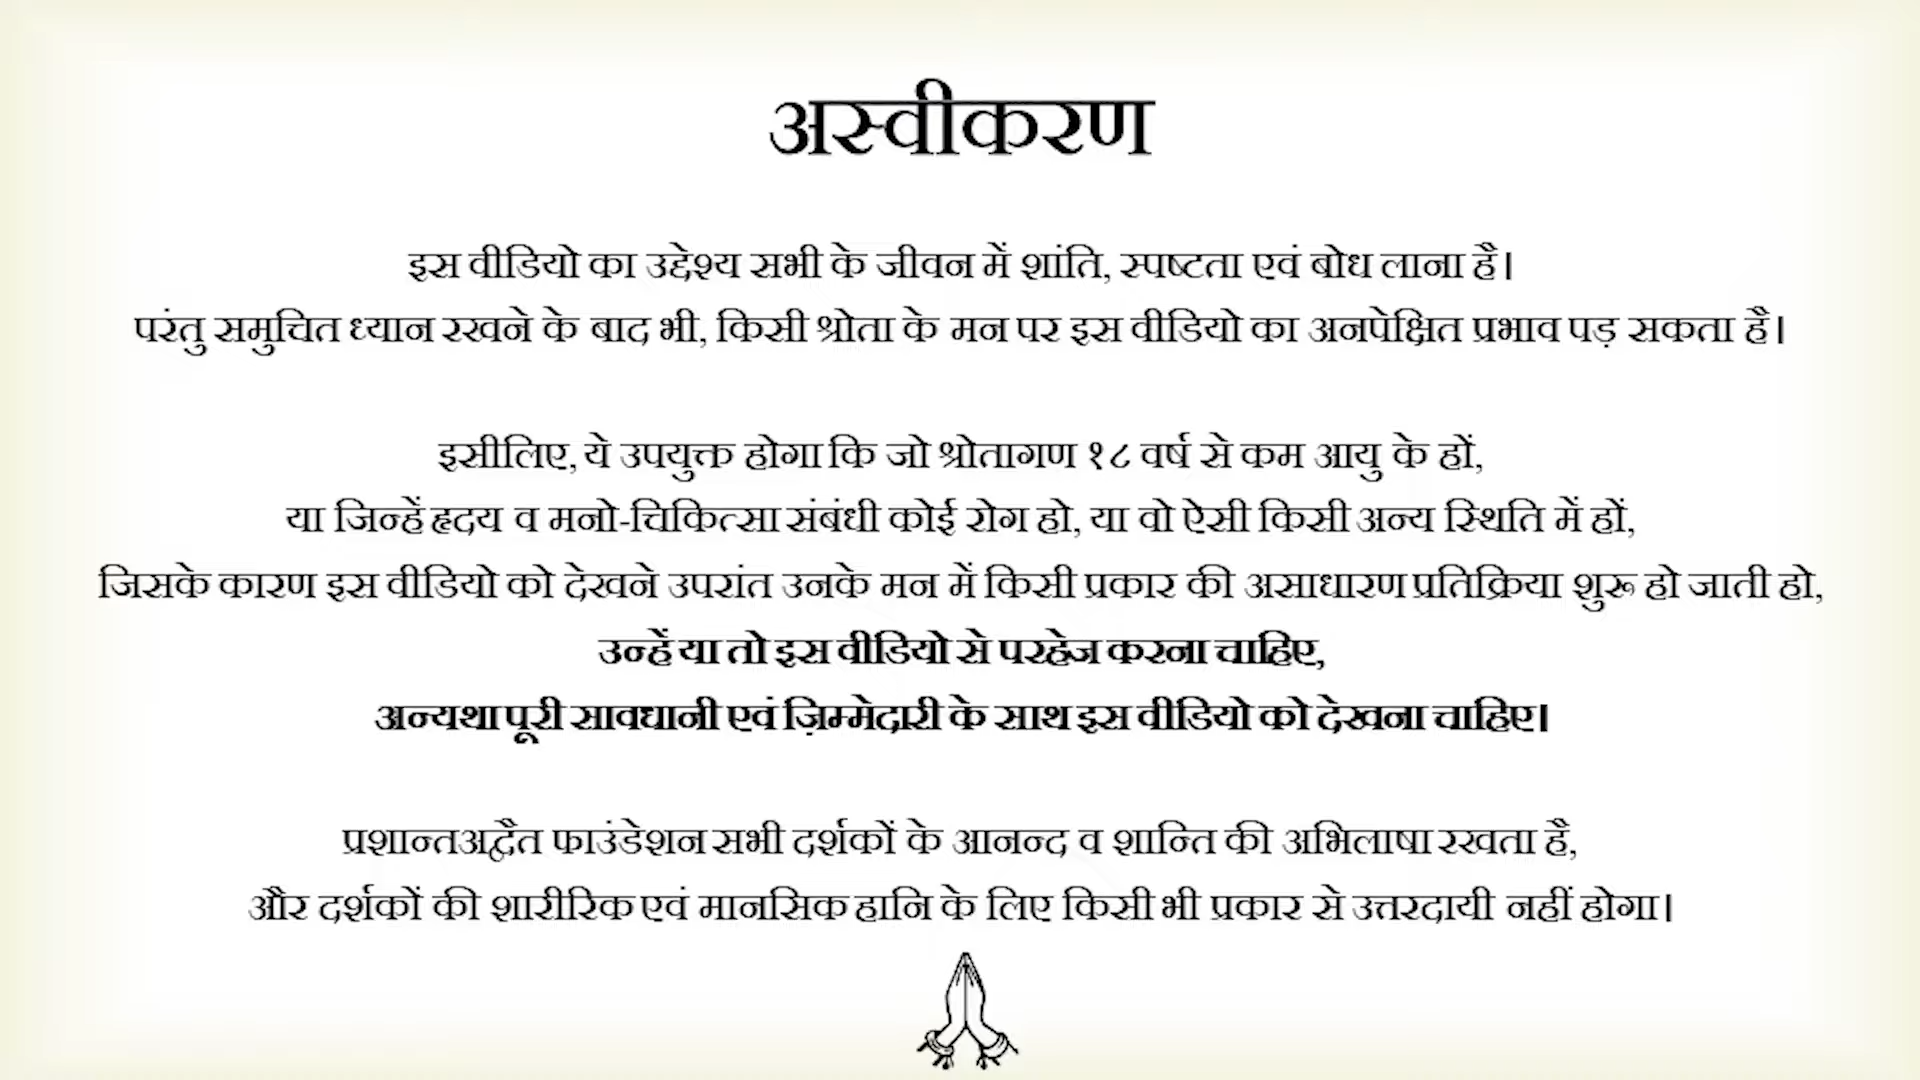 अस्वीकरण
इस वीडियो का उद्देश्य सभी के जीवन में शांति, स्पष्टता एवं बोध लाना है।
परंतु समुचित ध्यान रखने के बाद भी, किसी श्रोता के मन पर इस वीडियो का अनपेक्षित प्रभाव पड़ सकता है।
इसीलिए, ये उपयुक्त होगा कि जो श्रोतागण १८ वर्ष से कम आयु के हों,
या जिन्हें हृदय व मनो-चिकित्सा संबंधी कोई रोग हो, या वो ऐसी किसी अन्य स्थिति में हों,
जिसके कारण इस वीडियो को देखने उपरांत उनके मन में किसी प्रकार की असाधारण प्रतिक्रिया शुरू हो जाती हो,
उन्हें या तो इस वीडियो से परहेज करना चाहिए,
अन्यथा पूरी सावधानी एवं ज़िम्मेदारी के साथ इस वीडियो को देखना चाहिए।
प्रशान्तअद्वैत फाउंडेशन सभी दर्शकों के आनन्द व शान्ति की अभिलाषा रखता है,
और दर्शकों की शारीरिक एवं मानसिक हानि के लिए किसी भी प्रकार से उत्तरदायी नहीं होगा।